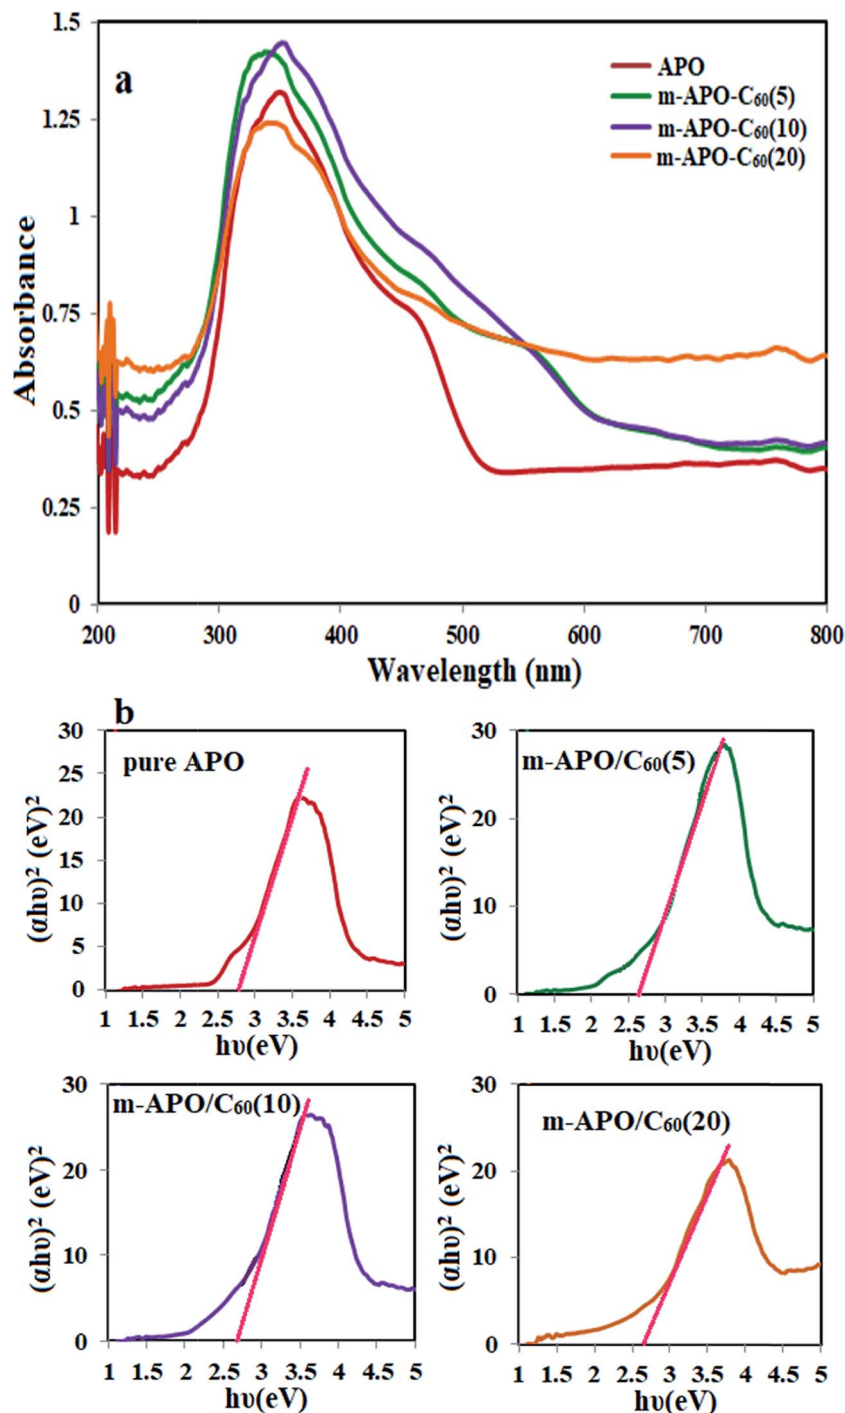 a
APO
m-APO-C₆₀(5)
m-APO-C₆₀(10)
m-APO-C₆₀(20)
Absorbance
1.5
1.25
1
0.75
0.5
0.25
0
200 300 400 500 600 700 800
Wavelength (nm)
b
pure APO
(αhυ)² (eV)²
30
25
20
15
10
5
0
1 1.5 2 2.5 3 3.5 4 4.5 5
hυ(eV)
m-APO/C₆₀(5)
(αhυ)² (eV)²
30
20
10
0
1 1.5 2 2.5 3 3.5 4 4.5 5
hυ(eV)
m-APO/C₆₀(10)
(αhυ)² (eV)²
30
20
10
0
1 1.5 2 2.5 3 3.5 4 4.5 5
hυ(eV)
m-APO/C₆₀(20)
(αhυ)² (eV)²
30
20
10
0
1 1.5 2 2.5 3 3.5 4 4.5 5
hυ(eV)